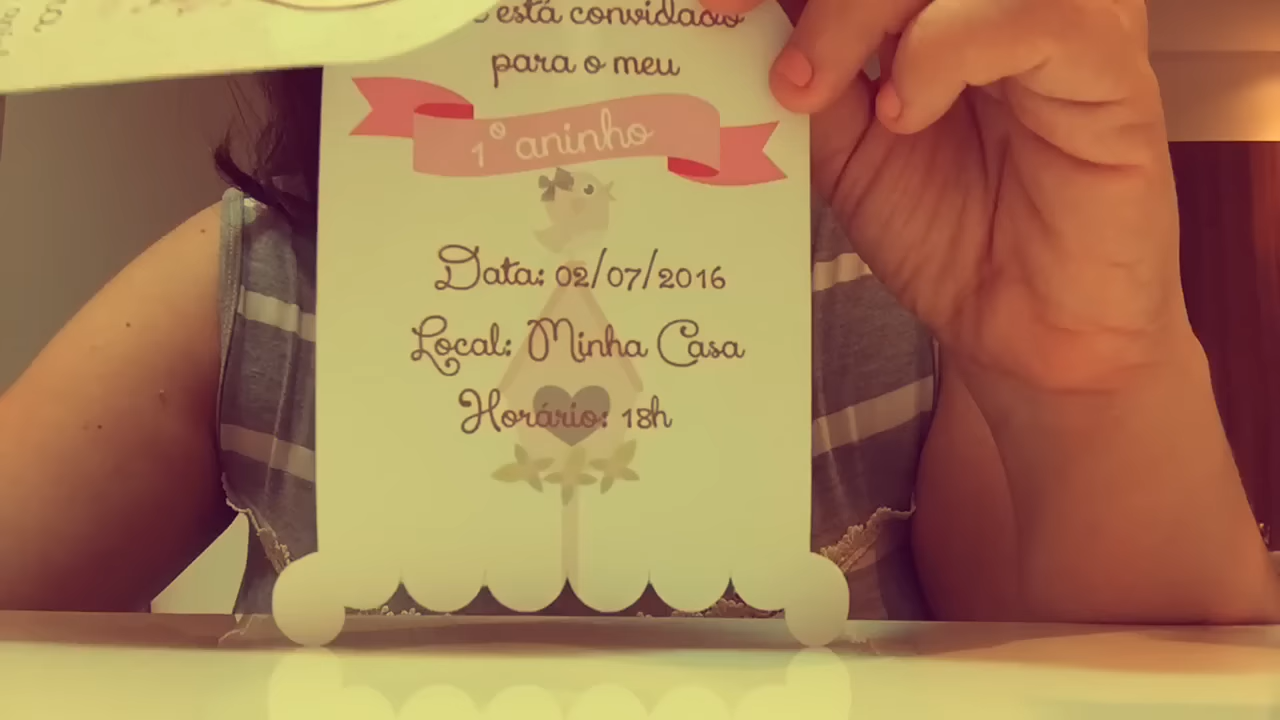 está convidado
para o meu
1º aninho
Data: 02/07/2016
Local: Minha Casa
Horário: 18h